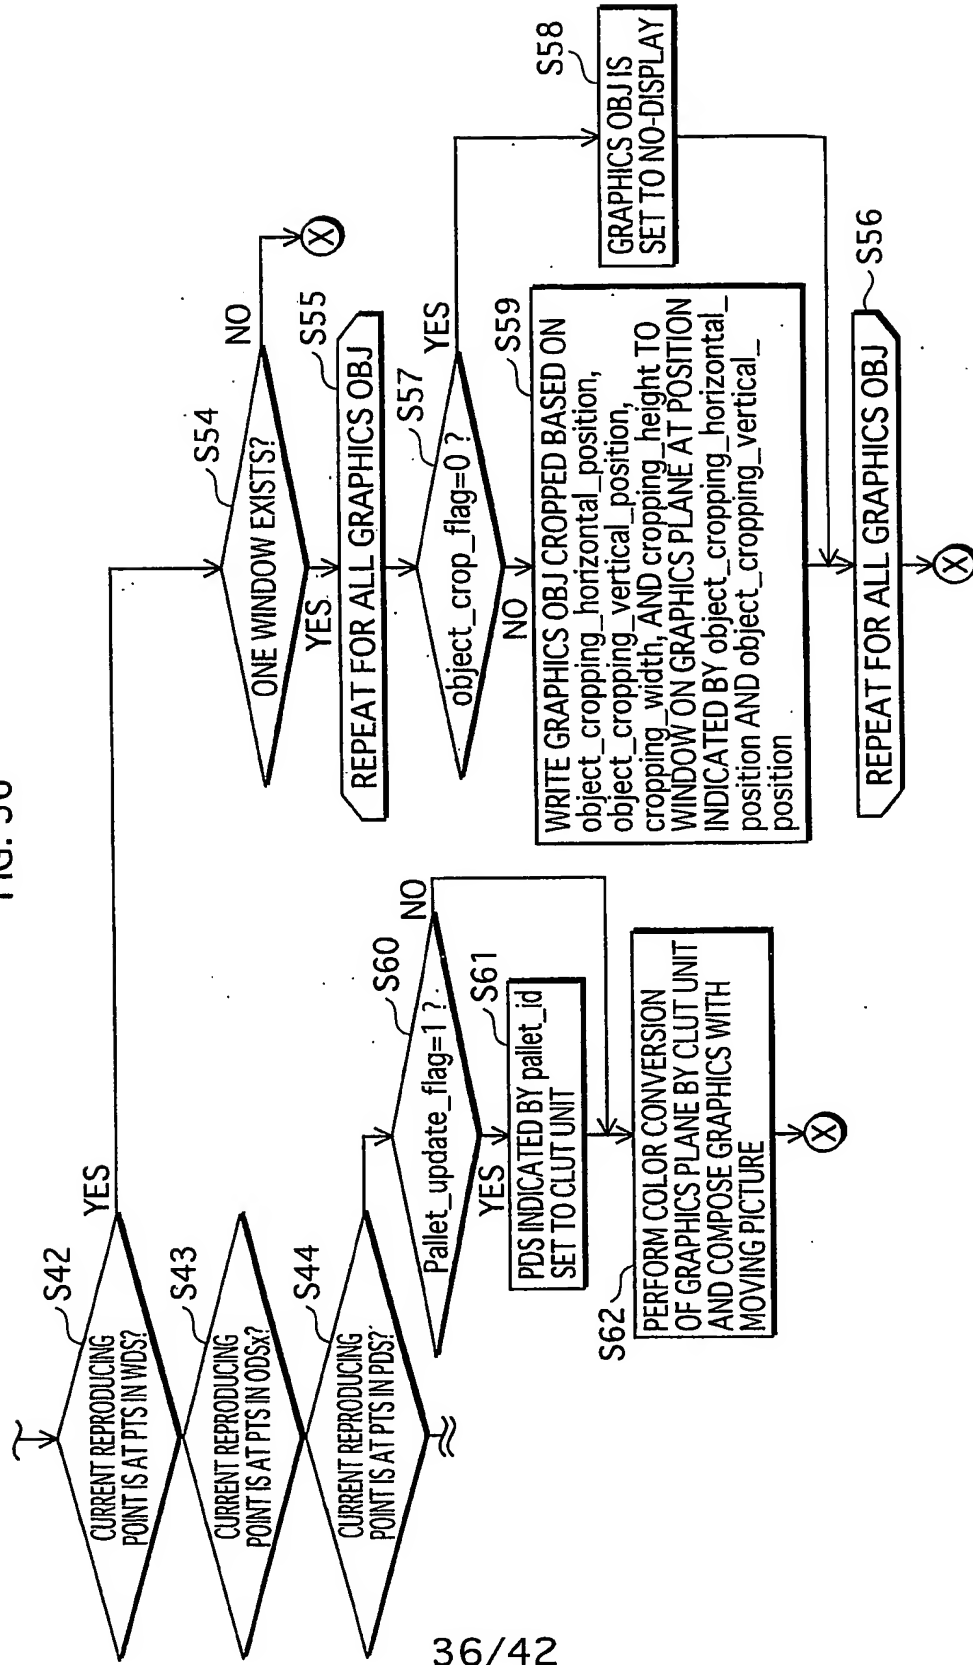 FIG. 36
CURRENT REPRODUCING
POINT IS AT PTS IN WDS?
S42
YES
CURRENT REPRODUCING
POINT IS AT PTS IN ODSx?
S43
CURRENT REPRODUCING
POINT IS AT PTS IN PDS?
S44
ONE WINDOW EXISTS?
S54
NO
X
YES
REPEAT FOR ALL GRAPHICS OBJ
S55
object_crop_flag=0 ?
S57
YES
NO
GRAPHICS OBJ IS
SET TO NO-DISPLAY
S58
WRITE GRAPHICS OBJ CROPPED BASED ON
object_cropping_horizontal_position,
object_cropping_vertical_position,
cropping_width, AND cropping_height TO
WINDOW ON GRAPHICS PLANE AT POSITION
INDICATED BY object_cropping_horizontal_
position AND object_cropping_vertical_
position
S59
REPEAT FOR ALL GRAPHICS OBJ
S56
X
Pallet_update_flag=1 ?
S60
NO
YES
PDS INDICATED BY pallet_id
SET TO CLUT UNIT
S61
S62
PERFORM COLOR CONVERSION
OF GRAPHICS PLANE BY CLUT UNIT
AND COMPOSE GRAPHICS WITH
MOVING PICTURE
X
36/42